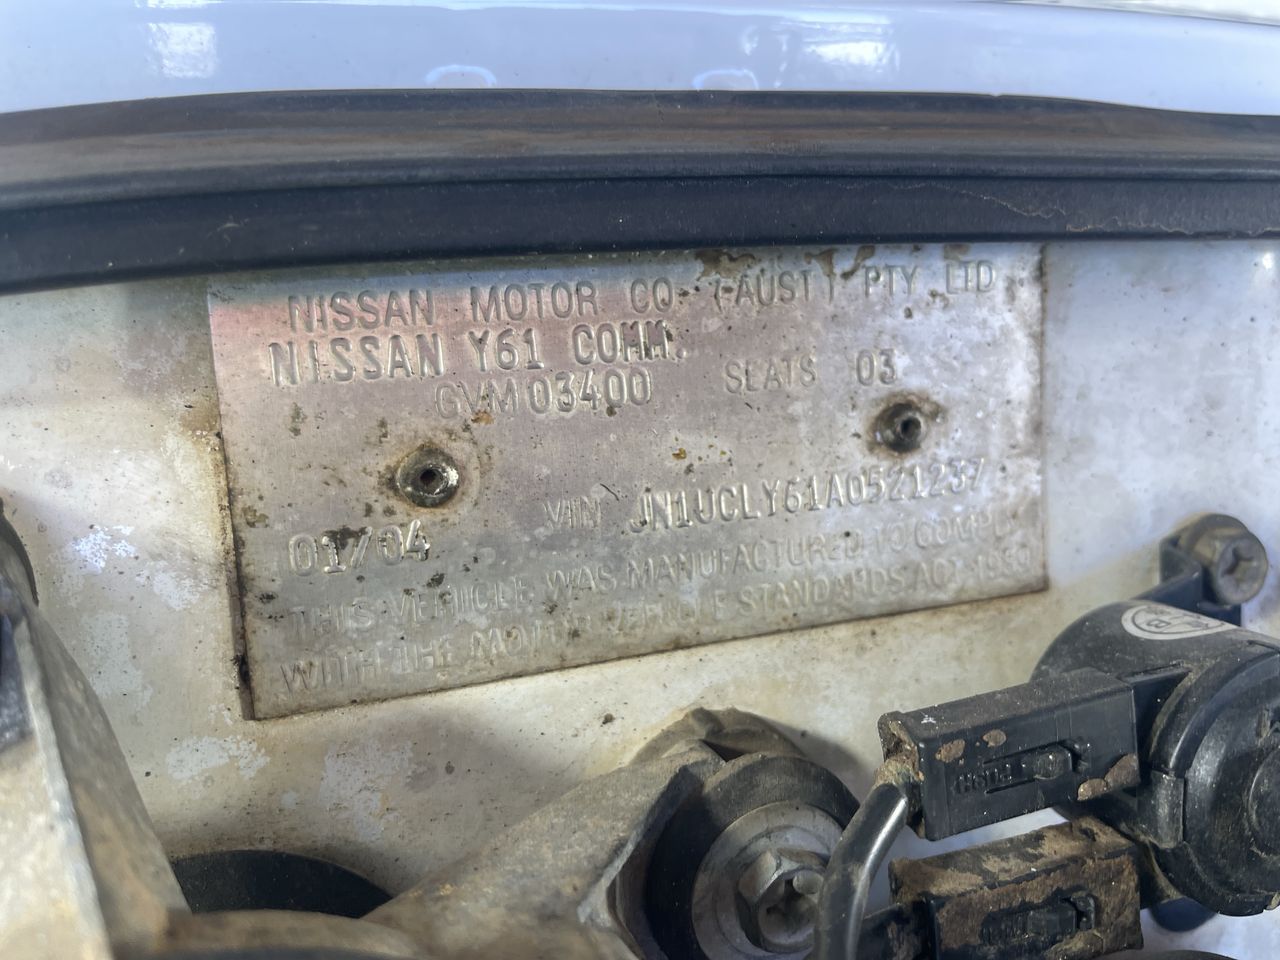 NISSAN MOTOR CO. (AUST) PTY LTD
NISSAN Y61 COMM.
GVM 03400 SEATS 03
01/04 VIN JN1UCLY61A0521237
THIS VEHICLE WAS MANUFACTURED TO COMPLY
WITH THE MOTOR VEHICLE STANDARDS ACT 1989
PUSH